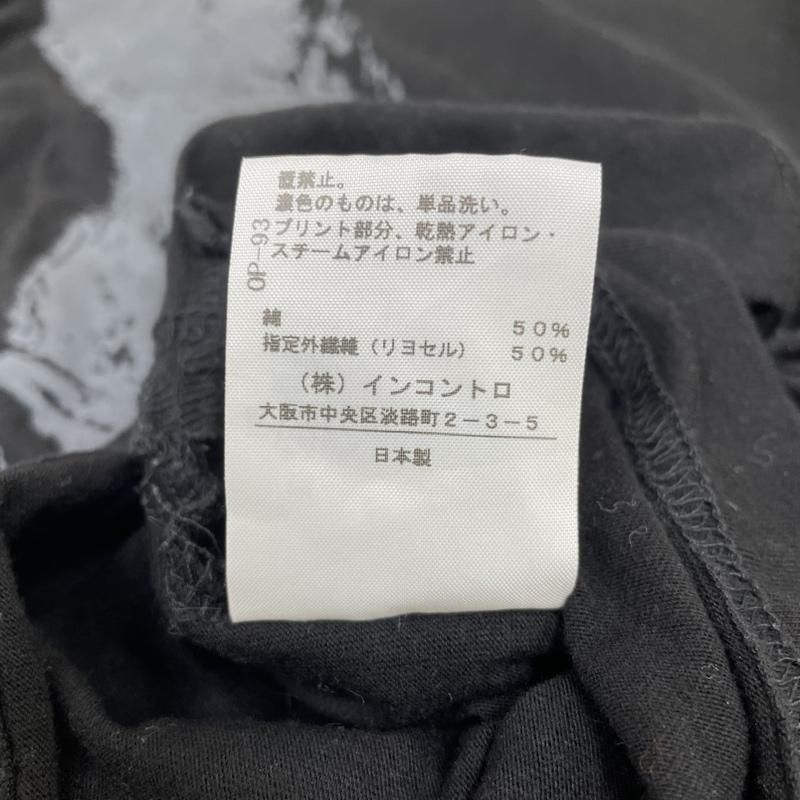 置禁止。
濃色のものは、単品洗い。
プリント部分、乾熱アイロン・
スチームアイロン禁止
OP-93
綿 50%
指定外繊維（リヨセル） 50%
（株）インコントロ
大阪市中央区淡路町2-3-5
日本製